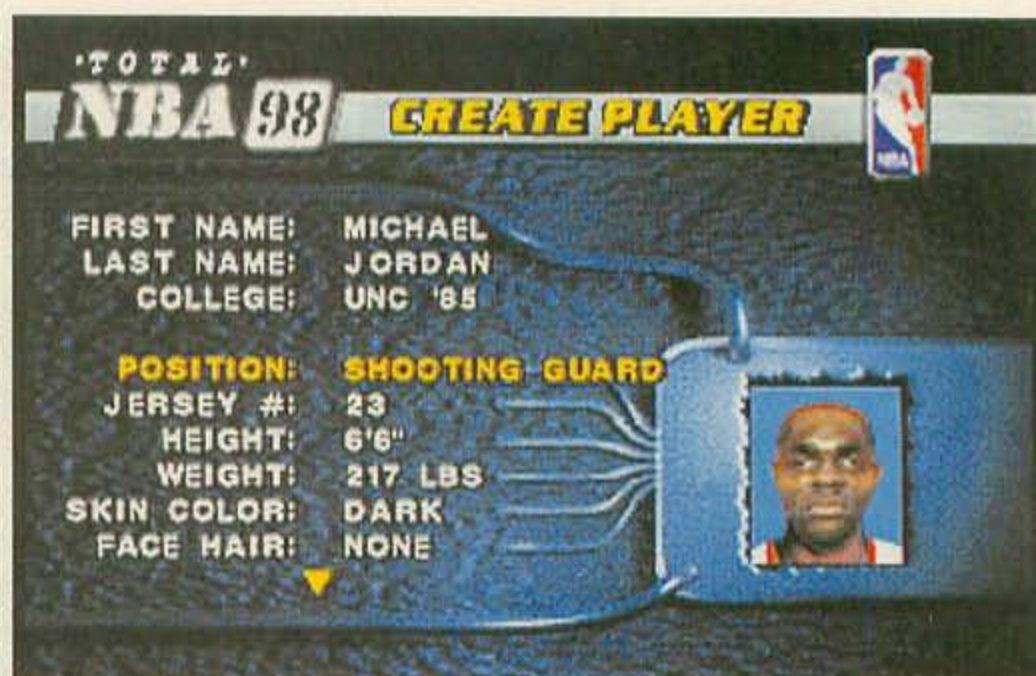 ·TOTAL·
NBA 98
CREATE PLAYER
NBA
FIRST NAME: MICHAEL
LAST NAME: JORDAN
COLLEGE: UNC '85
POSITION: SHOOTING GUARD
JERSEY #: 23
HEIGHT: 6'6"
WEIGHT: 217 LBS
SKIN COLOR: DARK
FACE HAIR: NONE